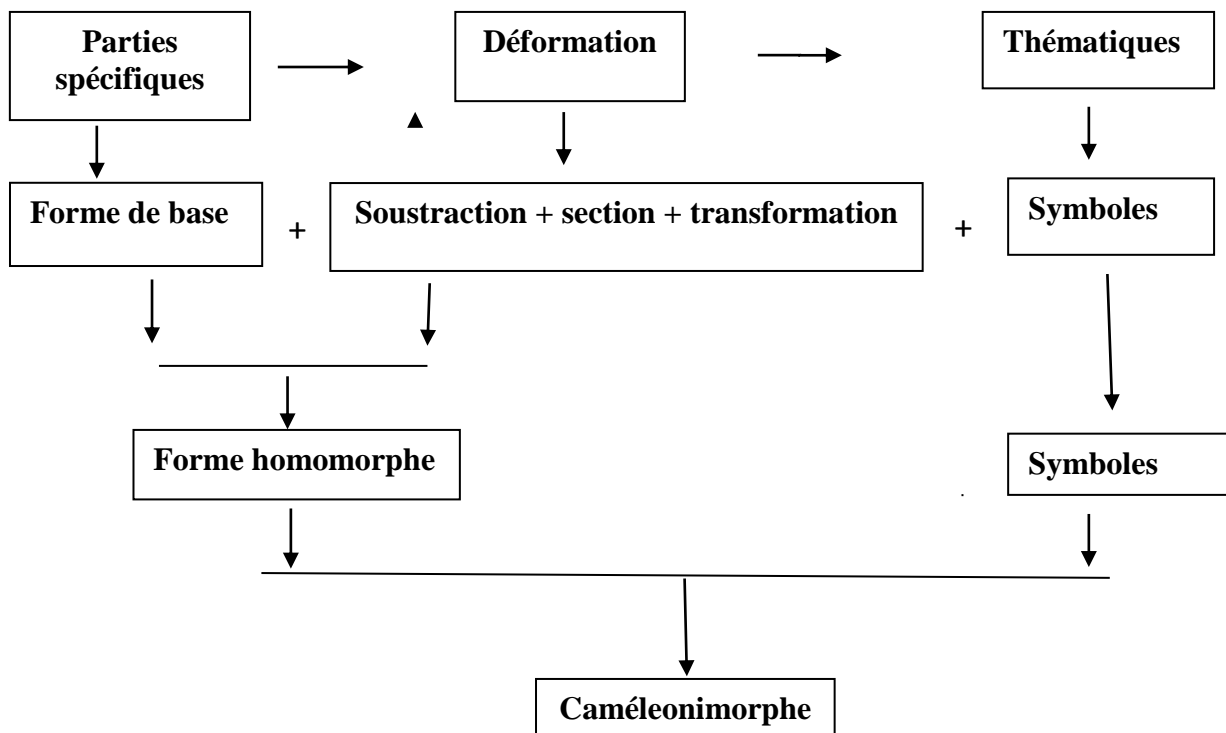 Parties
spécifiques
Déformation
Thématiques
Forme de base
+
Soustraction + section + transformation
+
Symboles
Forme homomorphe
Symboles
Caméleonimorphe